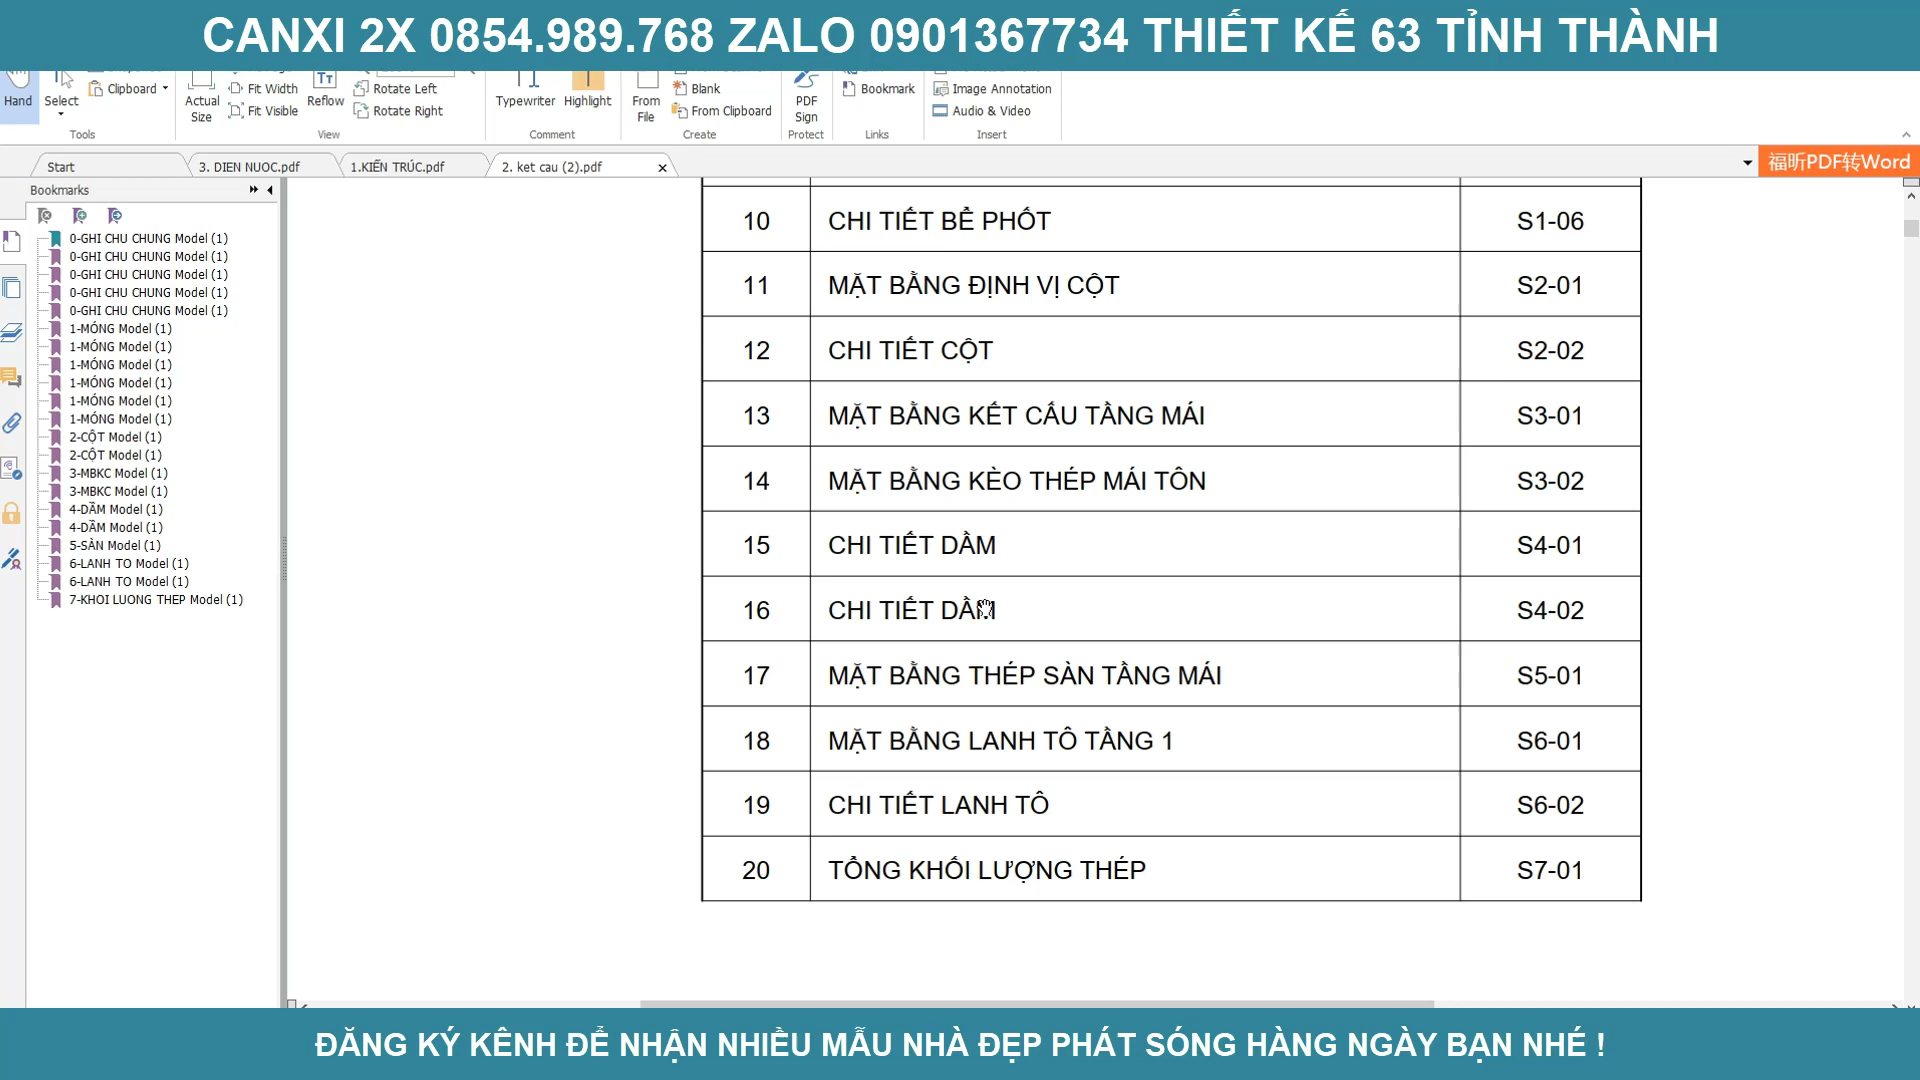 CANXI 2X 0854.989.768 ZALO 0901367734 THIẾT KẾ 63 TỈNH THÀNH
Hand
Select
Clipboard
Tools
Actual Size
Fit Width
Fit Visible
Reflow
Rotate Left
Rotate Right
View
Typewriter
Highlight
Comment
From File
Blank
From Clipboard
Create
PDF Sign
Protect
Bookmark
Links
Image Annotation
Audio & Video
Insert
Start
3. DIEN NUOC.pdf
1.KIẾN TRÚC.pdf
2. ket cau (2).pdf
福昕PDF转Word
Bookmarks
0-GHI CHU CHUNG Model (1)
0-GHI CHU CHUNG Model (1)
0-GHI CHU CHUNG Model (1)
0-GHI CHU CHUNG Model (1)
0-GHI CHU CHUNG Model (1)
1-MÓNG Model (1)
1-MÓNG Model (1)
1-MÓNG Model (1)
1-MÓNG Model (1)
1-MÓNG Model (1)
1-MÓNG Model (1)
2-CỘT Model (1)
2-CỘT Model (1)
3-MBKC Model (1)
3-MBKC Model (1)
4-DẦM Model (1)
4-DẦM Model (1)
5-SÀN Model (1)
6-LANH TO Model (1)
6-LANH TO Model (1)
7-KHOI LUONG THEP Model (1)
10 CHI TIẾT BỂ PHỐT S1-06
11 MẶT BẰNG ĐỊNH VỊ CỘT S2-01
12 CHI TIẾT CỘT S2-02
13 MẶT BẰNG KẾT CẤU TẦNG MÁI S3-01
14 MẶT BẰNG KÈO THÉP MÁI TÔN S3-02
15 CHI TIẾT DẦM S4-01
16 CHI TIẾT DẦM S4-02
17 MẶT BẰNG THÉP SÀN TẦNG MÁI S5-01
18 MẶT BẰNG LANH TÔ TẦNG 1 S6-01
19 CHI TIẾT LANH TÔ S6-02
20 TỔNG KHỐI LƯỢNG THÉP S7-01
ĐĂNG KÝ KÊNH ĐỂ NHẬN NHIỀU MẪU NHÀ ĐẸP PHÁT SÓNG HÀNG NGÀY BẠN NHÉ !